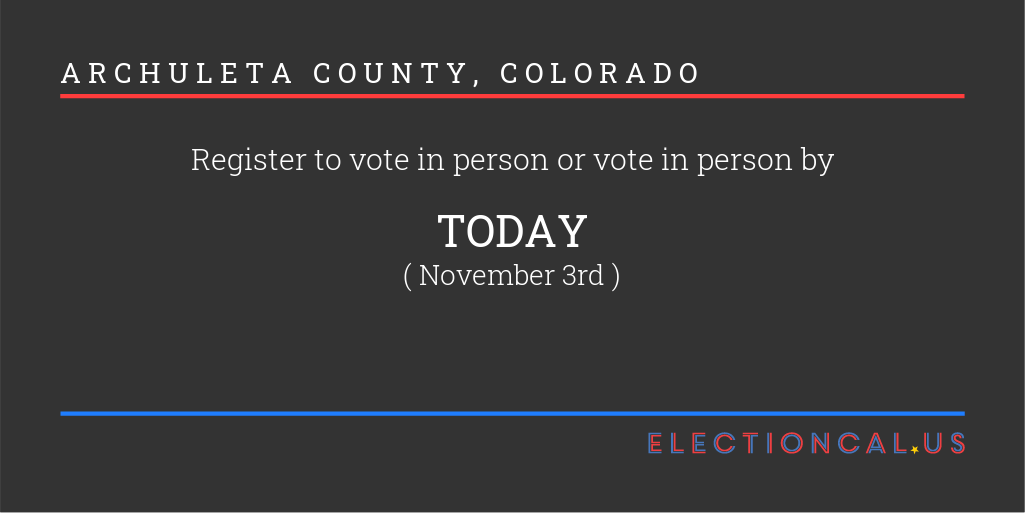 ARCHULETA COUNTY, COLORADO
Register to vote in person or vote in person by
TODAY
( November 3rd )
ELECTIONCAL.US